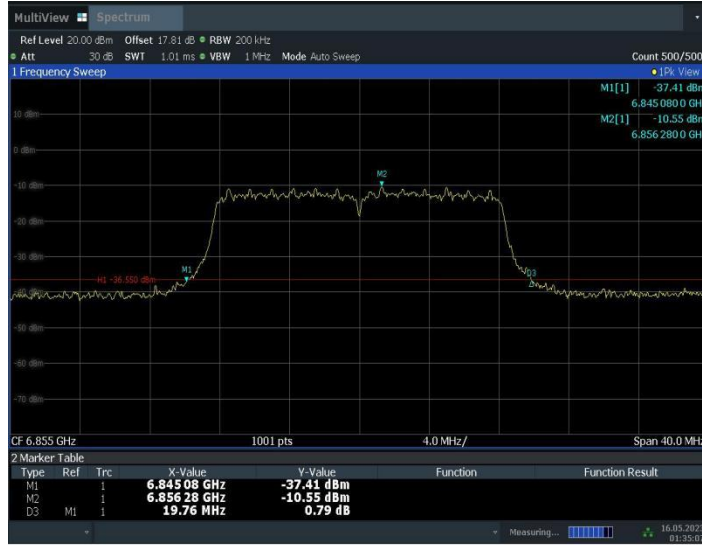 MultiView Spectrum
Ref Level 20.00 dBm Offset 17.81 dB RBW 200 kHz
Att 30 dB SWT 1.01 ms VBW 1 MHz Mode Auto Sweep Count 500/500
1 Frequency Sweep 1Pk View
M1[1] -37.41 dBm
6.845 080 0 GH
M2[1] -10.55 dBm
6.856 280 0 GH
10 dBm
0 dBm
-10 dBm
M2
-20 dBm
-30 dBm
M1
D3
H1 -36.550 dBm
-50 dBm
-60 dBm
-70 dBm
CF 6.855 GHz 1001 pts 4.0 MHz/ Span 40.0 MHz
2 Marker Table
Type Ref Trc X-Value Y-Value Function Function Result
M1 1 6.845 08 GHz -37.41 dBm
M2 1 6.856 28 GHz -10.55 dBm
D3 M1 1 19.76 MHz 0.79 dB
Measuring... 16.05.2023
01:35:07